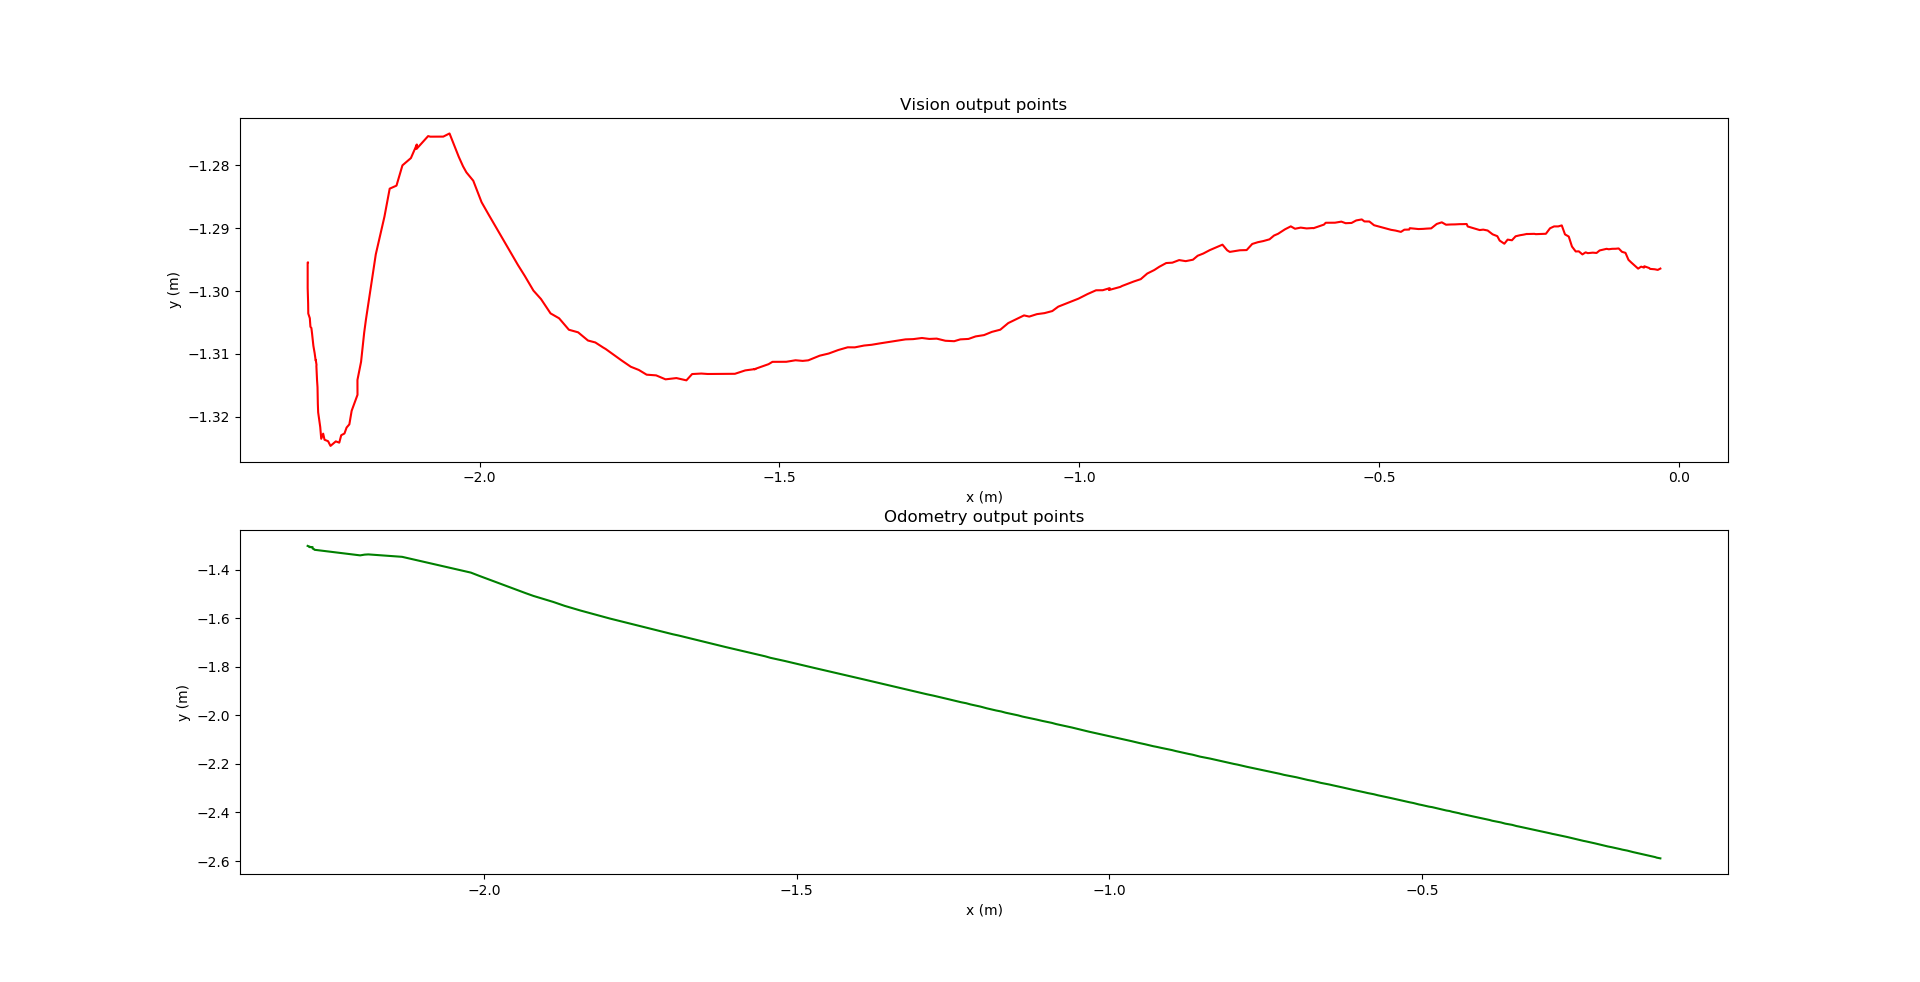 Vision output points
−1.28
−1.29
−1.30
−1.31
−1.32
y (m)
−2.0 −1.5 −1.0 −0.5 0.0
x (m)
Odometry output points
−1.4
−1.6
−1.8
−2.0
−2.2
−2.4
−2.6
y (m)
−2.0 −1.5 −1.0 −0.5
x (m)